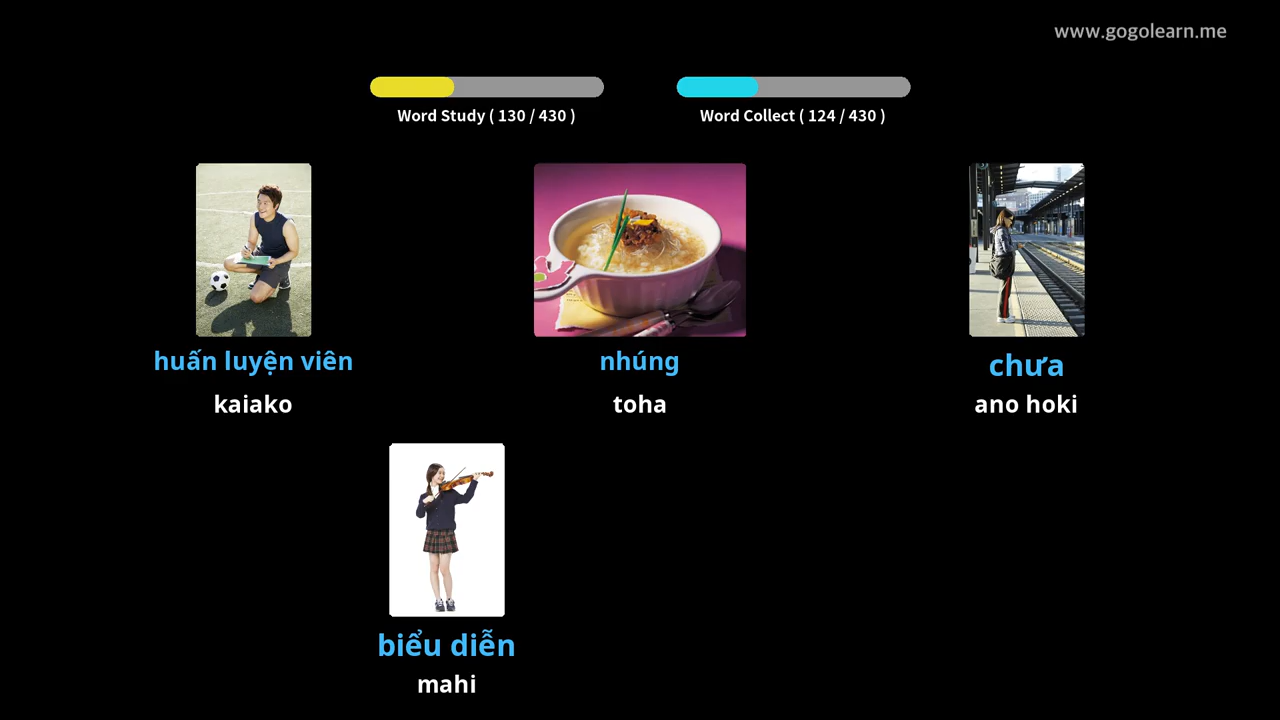 www.gogolearn.me
Word Study ( 130 / 430 )
Word Collect ( 124 / 430 )
huấn luyện viên
kaiako
nhúng
toha
chưa
ano hoki
biểu diễn
mahi